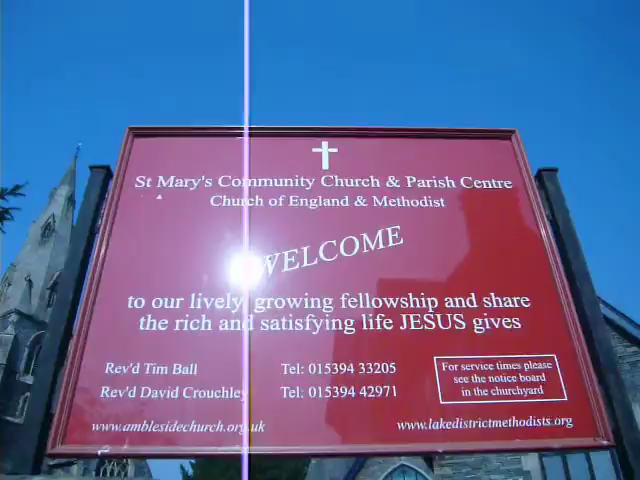 St Mary's Community Church & Parish Centre
Church of England & Methodist
WELCOME
to our lively growing fellowship and share
the rich and satisfying life JESUS gives
Rev'd Tim Ball Tel: 015394 33205
Rev'd David Crouchley Tel: 015394 42971
For service times please
see the notice board
in the churchyard
www.amblesidechurch.org.uk www.lakedistrictmethodists.org